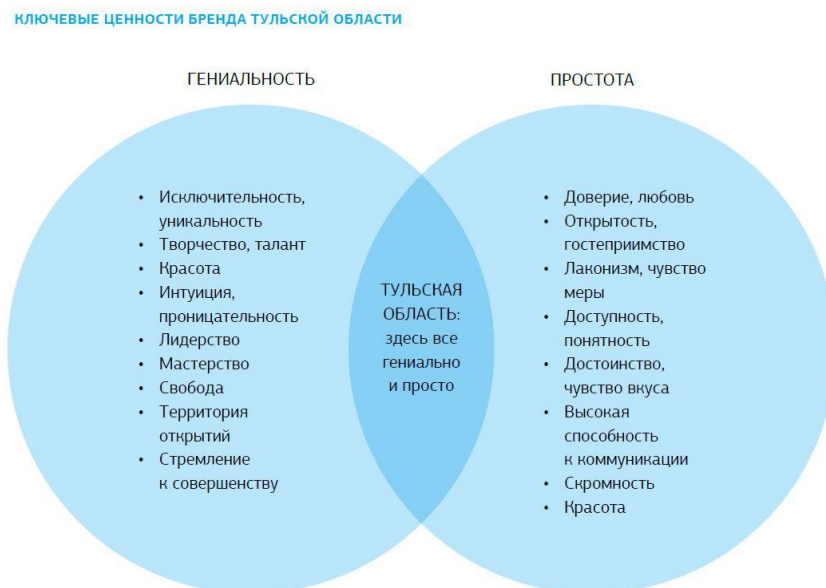 КЛЮЧЕВЫЕ ЦЕННОСТИ БРЕНДА ТУЛЬСКОЙ ОБЛАСТИ
ГЕНИАЛЬНОСТЬ
• Исключительность,
уникальность
• Творчество, талант
• Красота
• Интуиция,
проницательность
• Лидерство
• Мастерство
• Свобода
• Территория
открытий
• Стремление
к совершенству
ТУЛЬСКАЯ
ОБЛАСТЬ:
здесь все
гениально
и просто
ПРОСТОТА
• Доверие, любовь
• Открытость,
гостеприимство
• Лаконизм, чувство
меры
• Доступность,
понятность
• Достоинство,
чувство вкуса
• Высокая
способность
к коммуникации
• Скромность
• Красота